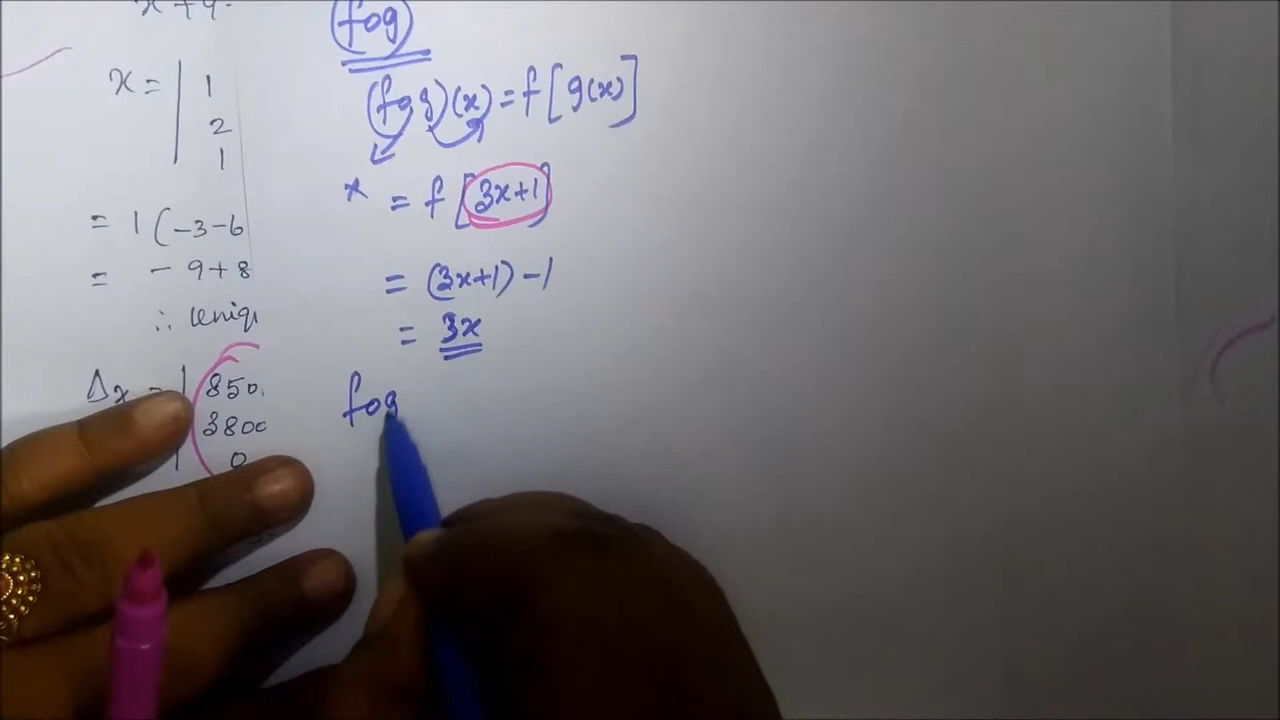 x+9
x = | 1
2
1
= 1 (-3-6
= - 9+8
∴ uniq
Δx = | 850
3800
0
(fog)
(fog)(x) = f[g(x)]
* = f[3x+1]
= (3x+1)-1
= 3x
fog